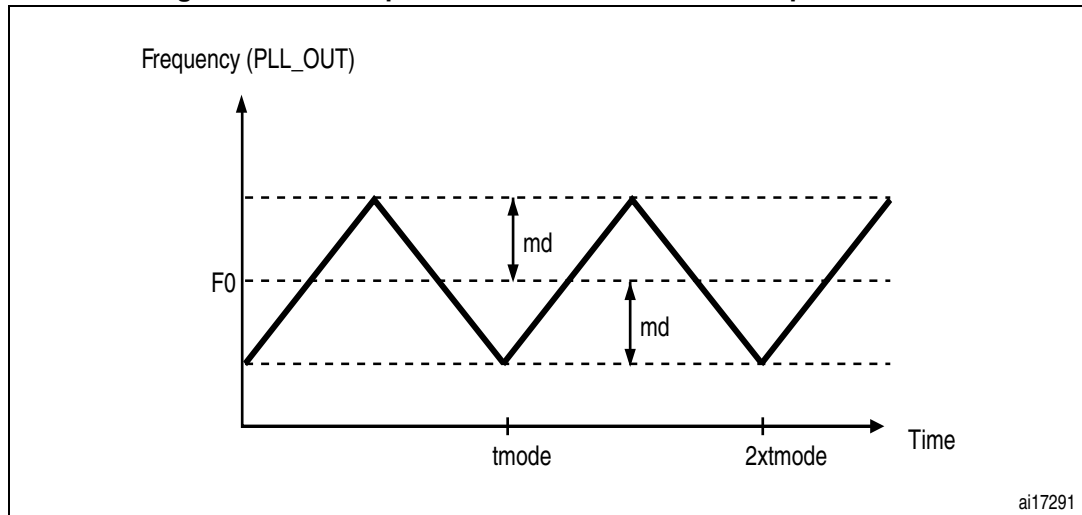 Frequency (PLL_OUT)
md
F0
md
tmode
2xtmode
Time
ai17291